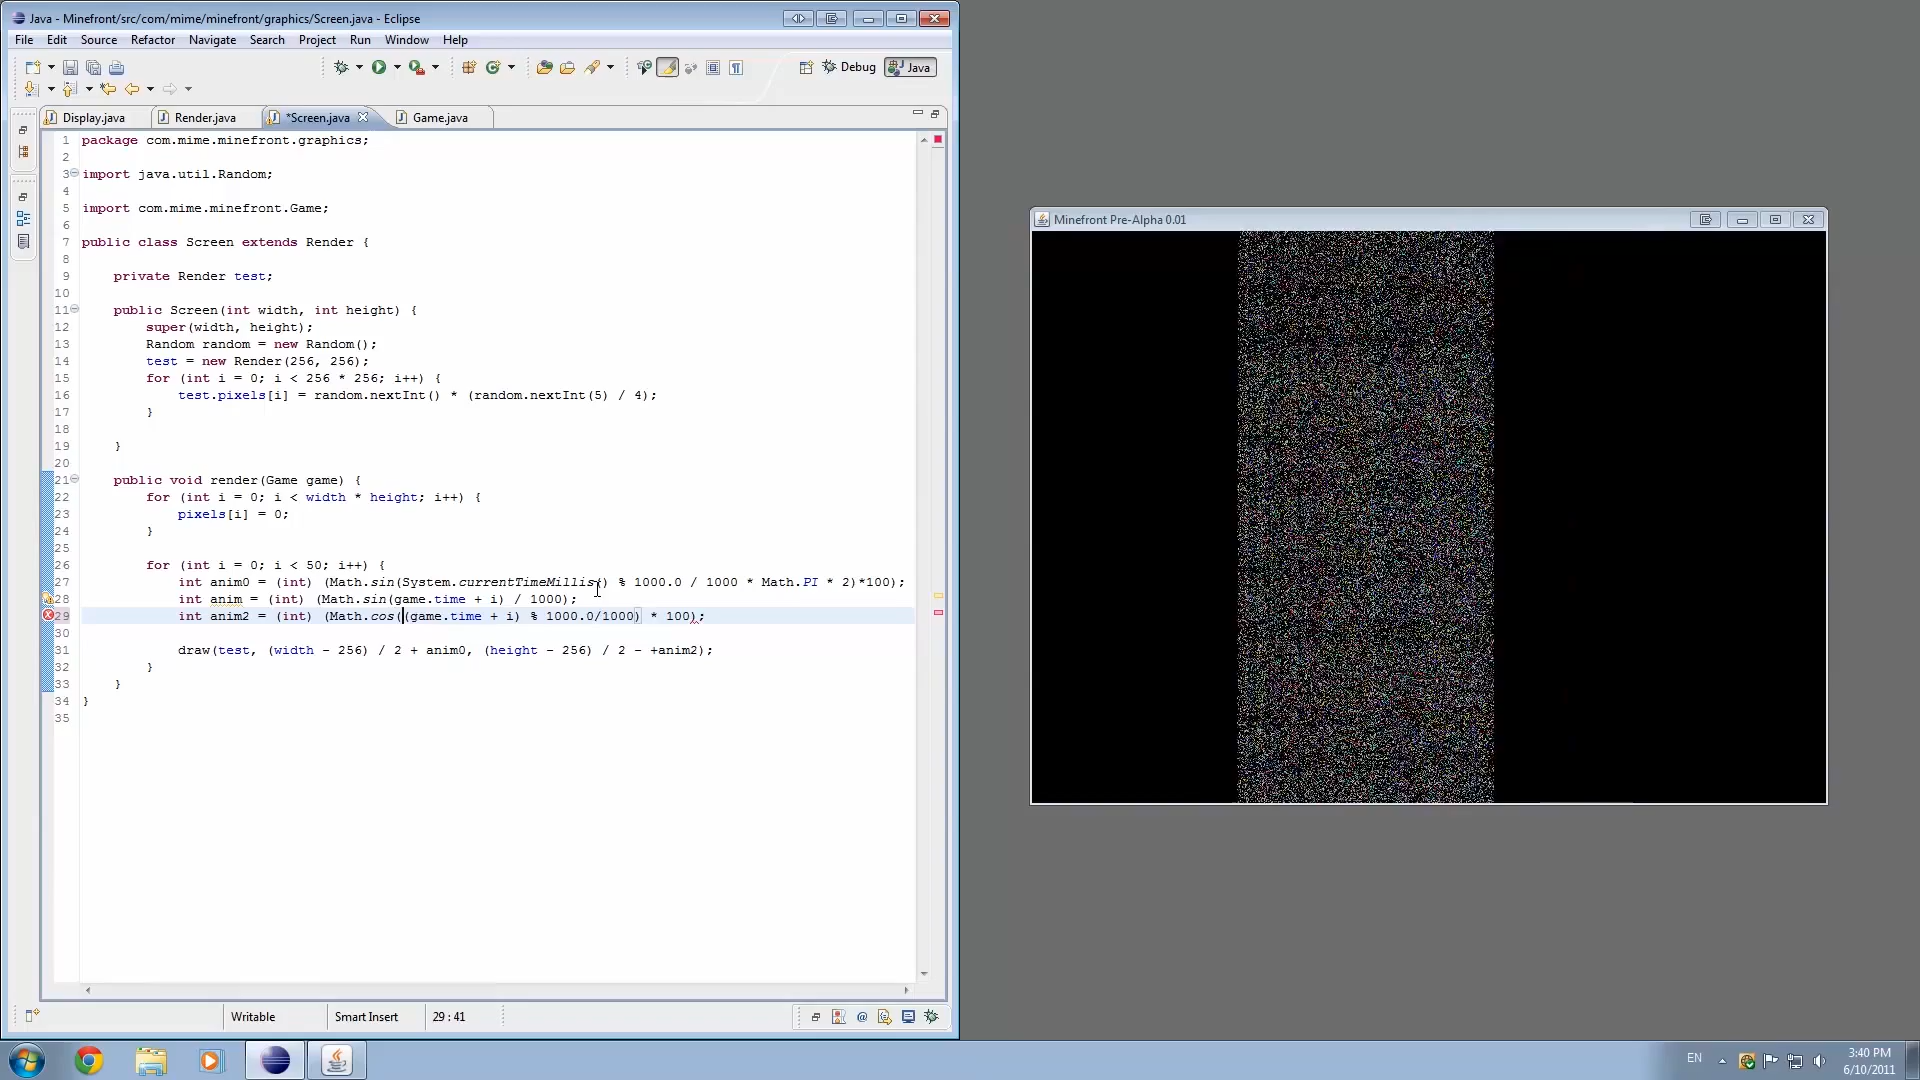 Java - Minefront/src/com/mime/minefront/graphics/Screen.java - Eclipse
File Edit Source Refactor Navigate Search Project Run Window Help
Debug Java
Display.java Render.java *Screen.java Game.java
1 package com.mime.minefront.graphics;
2
3 import java.util.Random;
4
5 import com.mime.minefront.Game;
6
7 public class Screen extends Render {
8
9 private Render test;
10
11 public Screen(int width, int height) {
12 super(width, height);
13 Random random = new Random();
14 test = new Render(256, 256);
15 for (int i = 0; i < 256 * 256; i++) {
16 test.pixels[i] = random.nextInt() * (random.nextInt(5) / 4);
17 }
18
19 }
20
21 public void render(Game game) {
22 for (int i = 0; i < width * height; i++) {
23 pixels[i] = 0;
24 }
25
26 for (int i = 0; i < 50; i++) {
27 int anim0 = (int) (Math.sin(System.currentTimeMillis() % 1000.0 / 1000 * Math.PI * 2)*100);
28 int anim = (int) (Math.sin(game.time + i) / 1000);
29 int anim2 = (int) (Math.cos((game.time + i) % 1000.0/1000) * 100);
30
31 draw(test, (width - 256) / 2 + anim0, (height - 256) / 2 - +anim2);
32 }
33 }
34 }
35
Writable Smart Insert 29 : 41
Minefront Pre-Alpha 0.01
EN
3:40 PM
6/10/2011